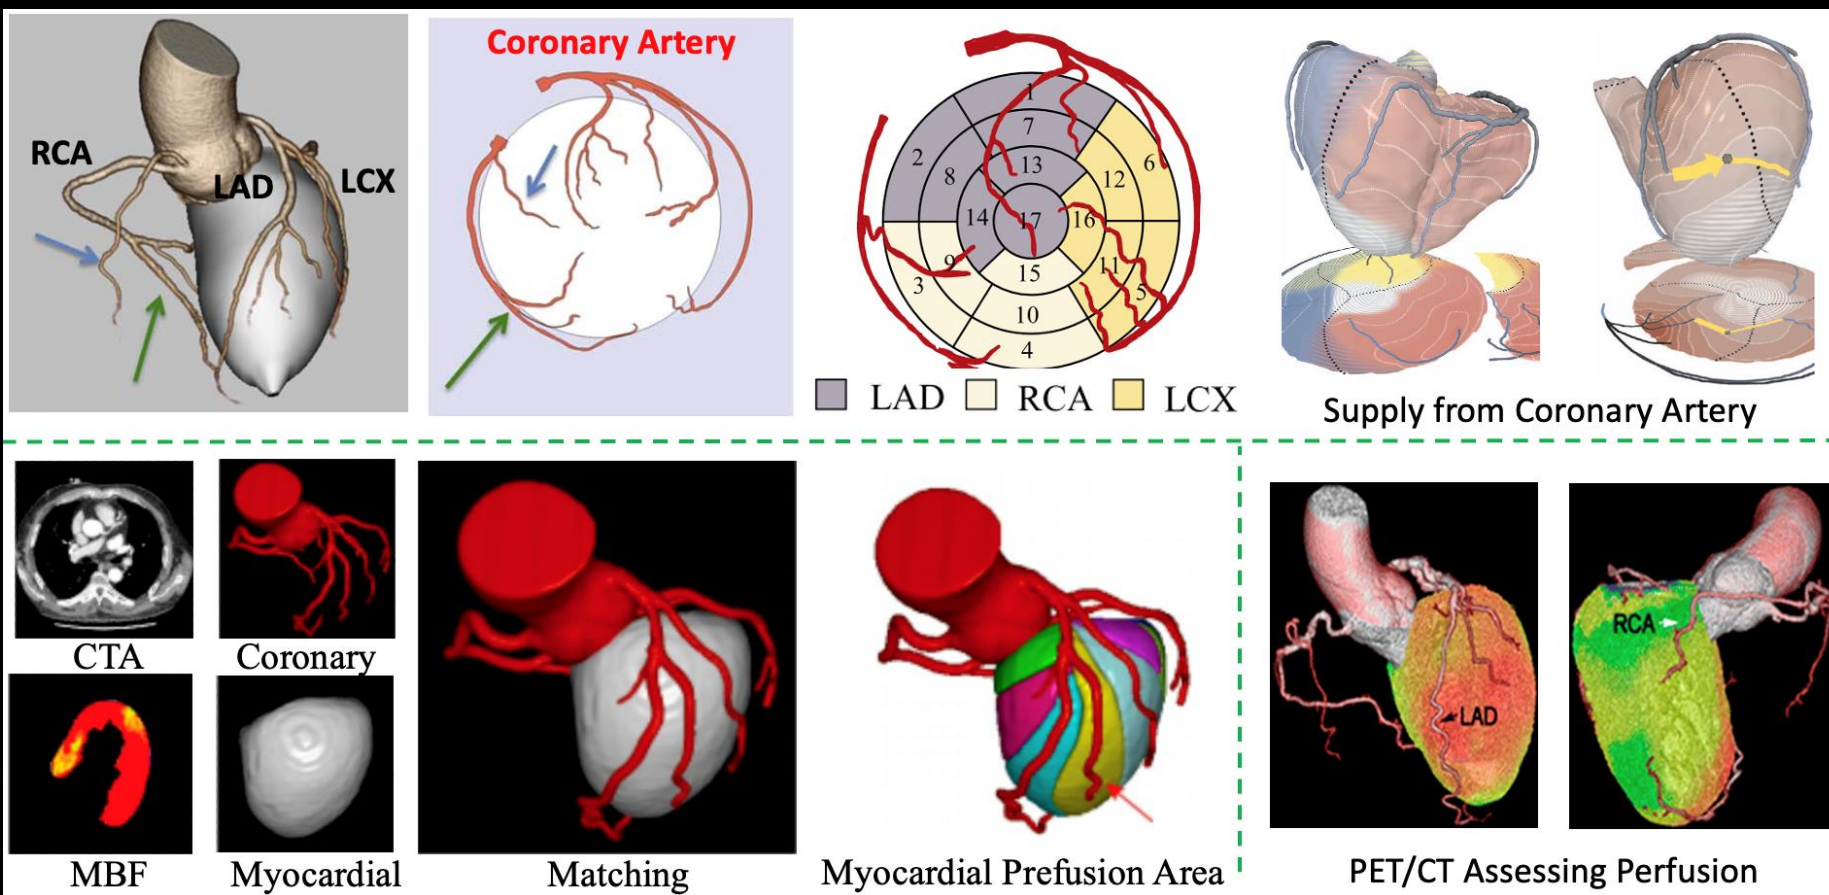 Coronary Artery
RCA
LAD
LCX
1
7
13
2
8
14
17
16
12
6
9
3
15
11
5
10
4
LAD
RCA
LCX
Supply from Coronary Artery
CTA
Coronary
MBF
Myocardial
Matching
Myocardial Prefusion Area
LAD
RCA
PET/CT Assessing Perfusion